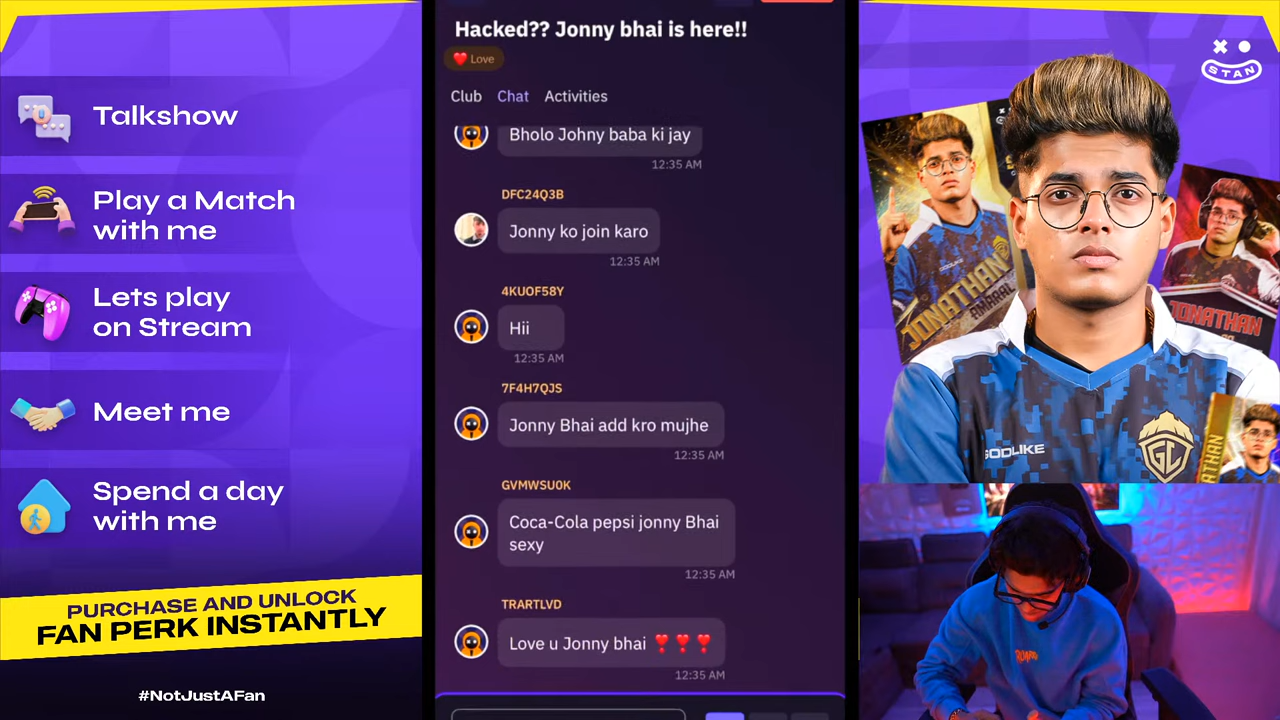 Talkshow
Play a Match
with me
Lets play
on Stream
Meet me
Spend a day
with me
PURCHASE AND UNLOCK
FAN PERK INSTANTLY
#NotJustAFan
Hacked?? Jonny bhai is here!!
❤️ Love
Club Chat Activities
Bholo Johny baba ki jay
12:35 AM
DFC24Q3B
Jonny ko join karo
12:35 AM
4KUOF58Y
Hii
12:35 AM
7F4H7QJS
Jonny Bhai add kro mujhe
12:35 AM
GVMWSU0K
Coca-Cola pepsi jonny Bhai
sexy
12:35 AM
TRARTLVD
Love u Jonny bhai ❣️❣️❣️
12:35 AM
STAN
GODLIKE
JONATHAN
AMARAL
JONATHAN
GODLIKE
GL